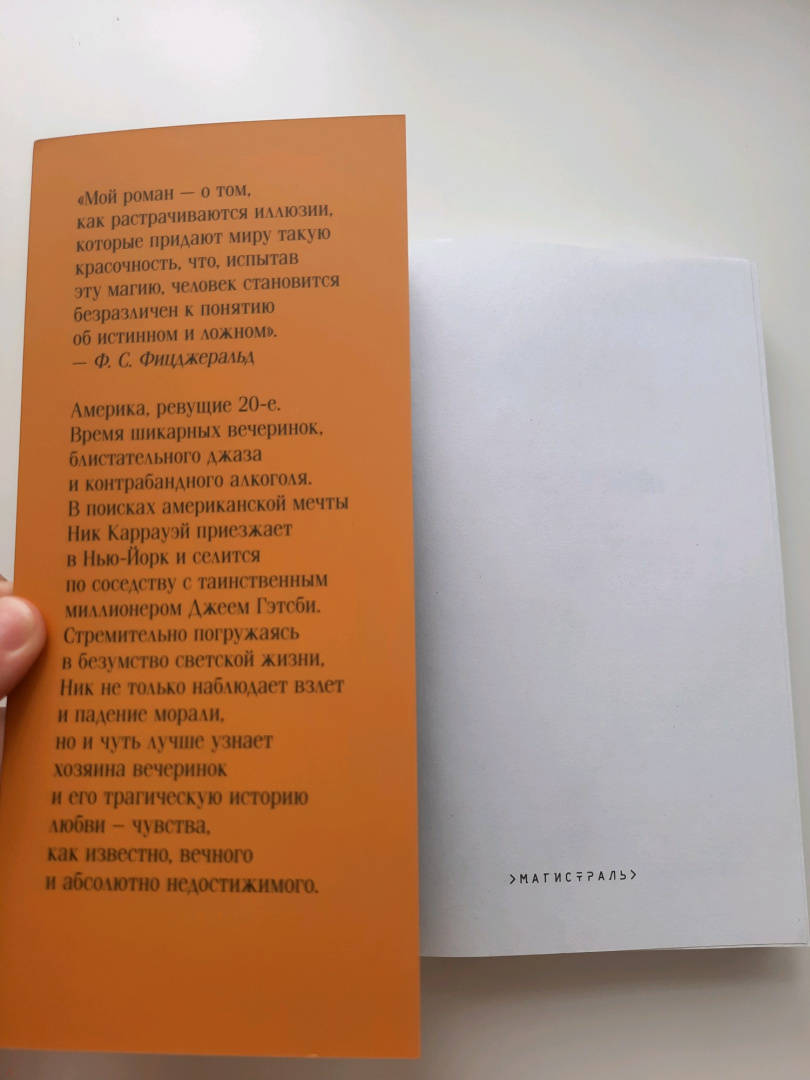 «Мой роман — о том,
как растрачиваются иллюзии,
которые придают миру такую
красочность, что, испытав
эту магию, человек становится
безразличен к понятию
об истинном и ложном».
— Ф. С. Фицджеральд
Америка, ревущие 20-е.
Время шикарных вечеринок,
блистательного джаза
и контрабандного алкоголя.
В поисках американской мечты
Ник Каррауэй приезжает
в Нью-Йорк и селится
по соседству с таинственным
миллионером Джеем Гэтсби.
Стремительно погружаясь
в безумство светской жизни,
Ник не только наблюдает взлет
и падение морали,
но и чуть лучше узнает
хозяина вечеринок
и его трагическую историю
любви – чувства,
как известно, вечного
и абсолютно недостижимого.
>МАГИСТРАЛЬ>